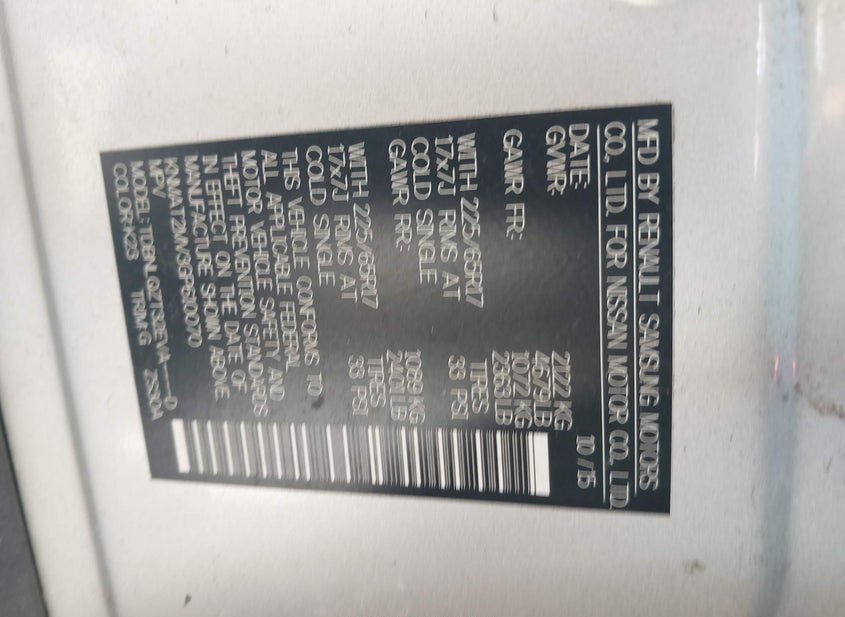 MFD BY RENAULT SAMSUNG MOTORS
CO., LTD. FOR NISSAN MOTOR CO., LTD.
DATE: 10/15
GVWR: 2122 KG
4679 LB
GAWR FR: 1072 KG
2363 LB
WITH 225/65R17 TIRES
17x7J RIMS AT 33 PSI
COLD SINGLE
GAWR RR: 1089 KG
2401 LB
WITH 225/65R17 TIRES
17x7J RIMS AT 33 PSI
COLD SINGLE
THIS VEHICLE CONFORMS TO
ALL APPLICABLE FEDERAL
MOTOR VEHICLE SAFETY AND
THEFT PREVENTION STANDARDS
IN EFFECT ON THE DATE OF
MANUFACTURE SHOWN ABOVE
KNMAT2MV3GP600070
MPV
COLOR:K23 TRIM:G